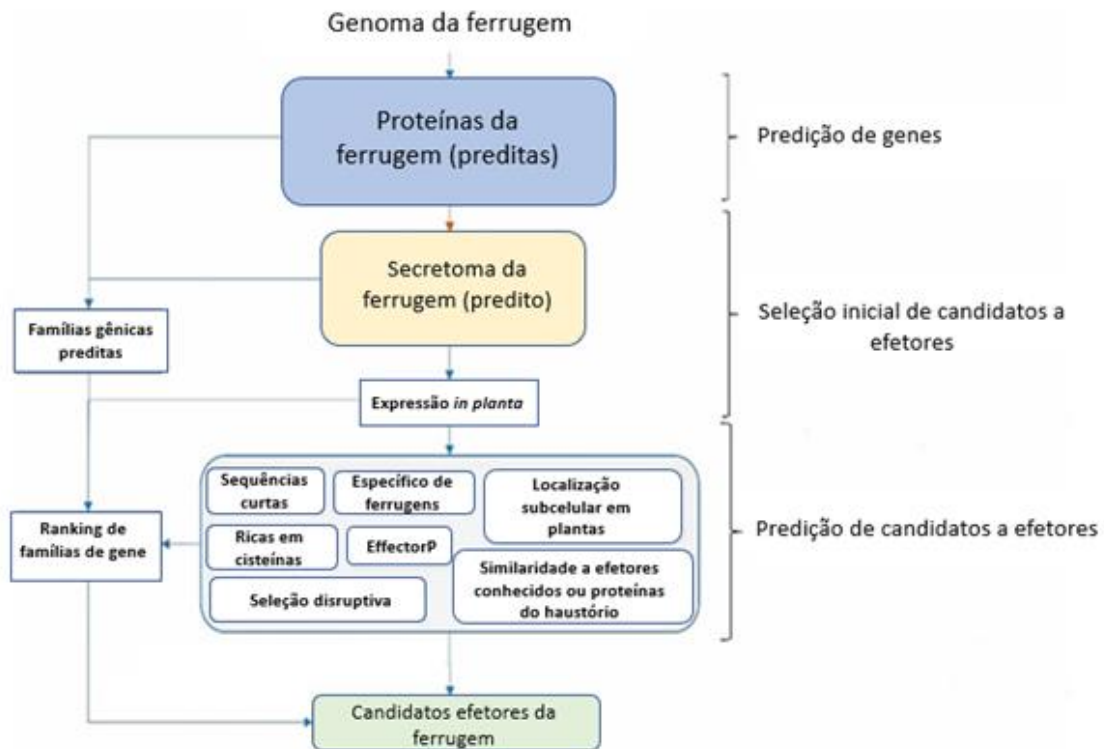 Genoma da ferrugem
Proteínas da
ferrugem (preditas)
Predição de genes
Secretoma da
ferrugem (predito)
Seleção inicial de candidatos a
efetores
Famílias gênicas
preditas
Expressão in planta
Sequências
curtas
Específico de
ferrugens
Localização
subcelular em
plantas
Ricas em
cisteínas
EffectorP
Similaridade a efetores
conhecidos ou proteínas
do haustório
Seleção disruptiva
Ranking de
famílias de gene
Predição de candidatos a efetores
Candidatos efetores da
ferrugem